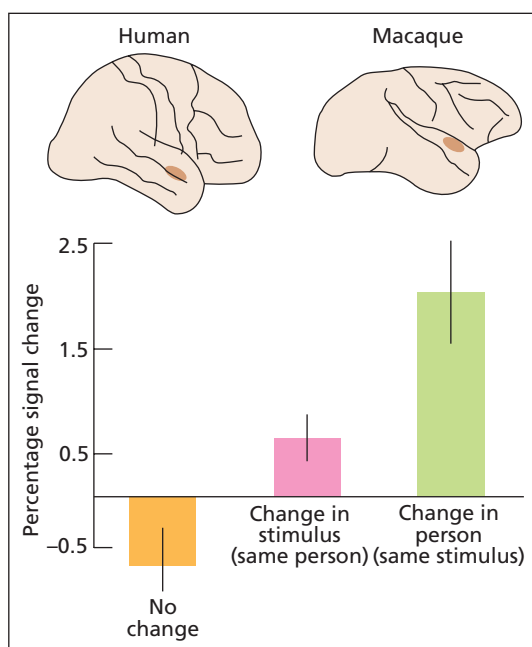 Human
Macaque
Percentage signal change
2.5
1.5
0.5
–0.5
No
change
Change in
stimulus
(same person)
Change in
person
(same stimulus)